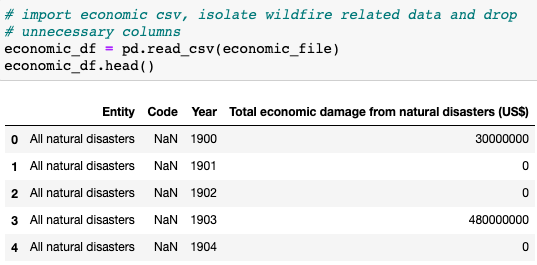 # import economic csv, isolate wildfire related data and drop
# unnecessary columns
economic_df = pd.read_csv(economic_file)
economic_df.head()
Entity Code Year Total economic damage from natural disasters (US$)
0 All natural disasters NaN 1900 30000000
1 All natural disasters NaN 1901 0
2 All natural disasters NaN 1902 0
3 All natural disasters NaN 1903 480000000
4 All natural disasters NaN 1904 0